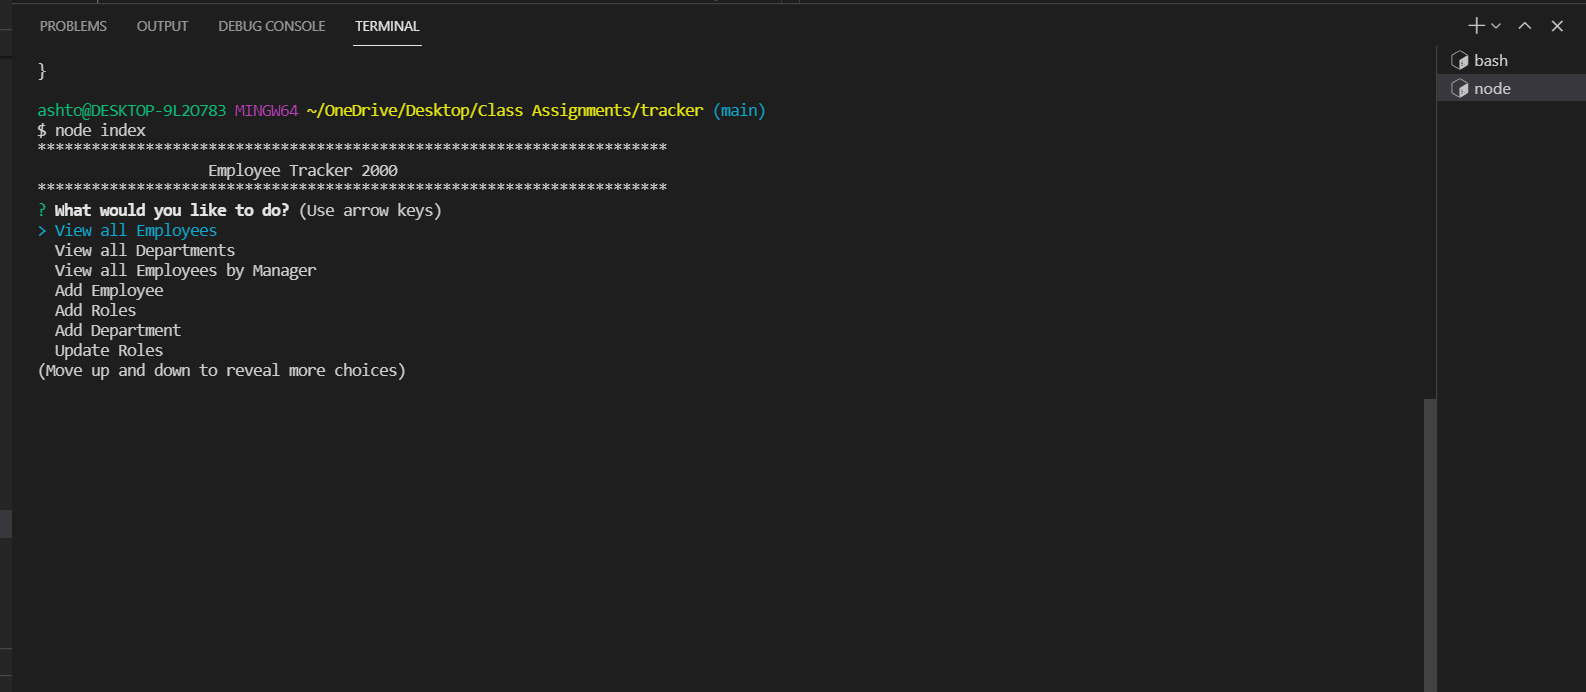 PROBLEMS OUTPUT DEBUG CONSOLE TERMINAL
bash
node
}
ashto@DESKTOP-9L2O783 MINGW64 ~/OneDrive/Desktop/Class Assignments/tracker (main)
$ node index
**********************************************************************
Employee Tracker 2000
**********************************************************************
? What would you like to do? (Use arrow keys)
> View all Employees
View all Departments
View all Employees by Manager
Add Employee
Add Roles
Add Department
Update Roles
(Move up and down to reveal more choices)